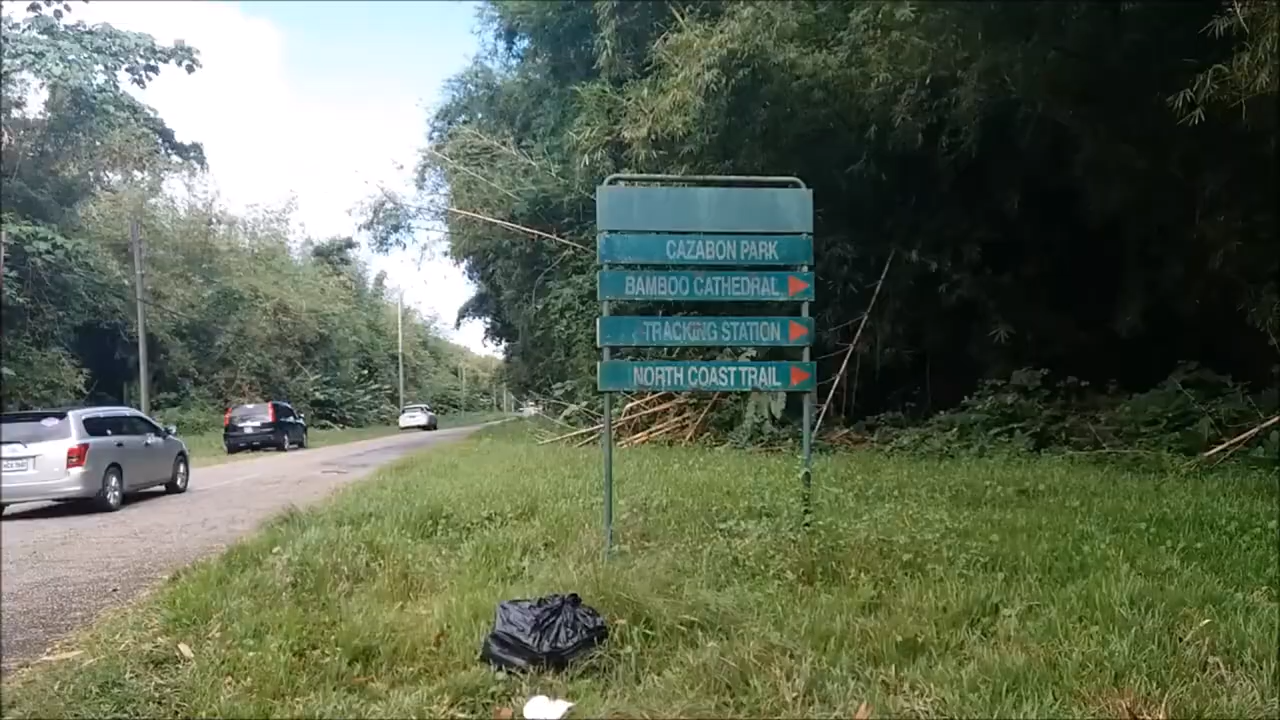 CAZABON PARK
BAMBOO CATHEDRAL
TRACKING STATION
NORTH COAST TRAIL